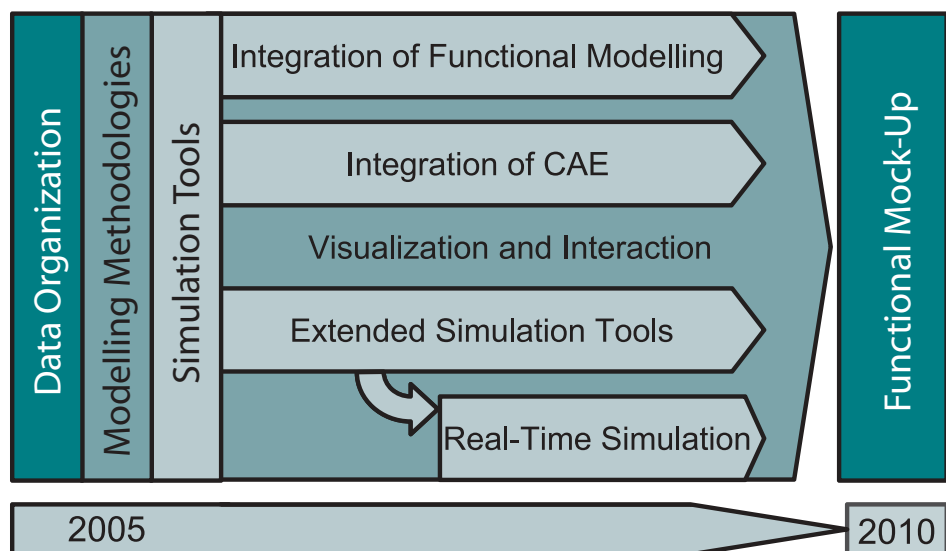 Data Organization
Modelling Methodologies
Simulation Tools
Integration of Functional Modelling
Integration of CAE
Visualization and Interaction
Extended Simulation Tools
Real-Time Simulation
Functional Mock-Up
2005
2010